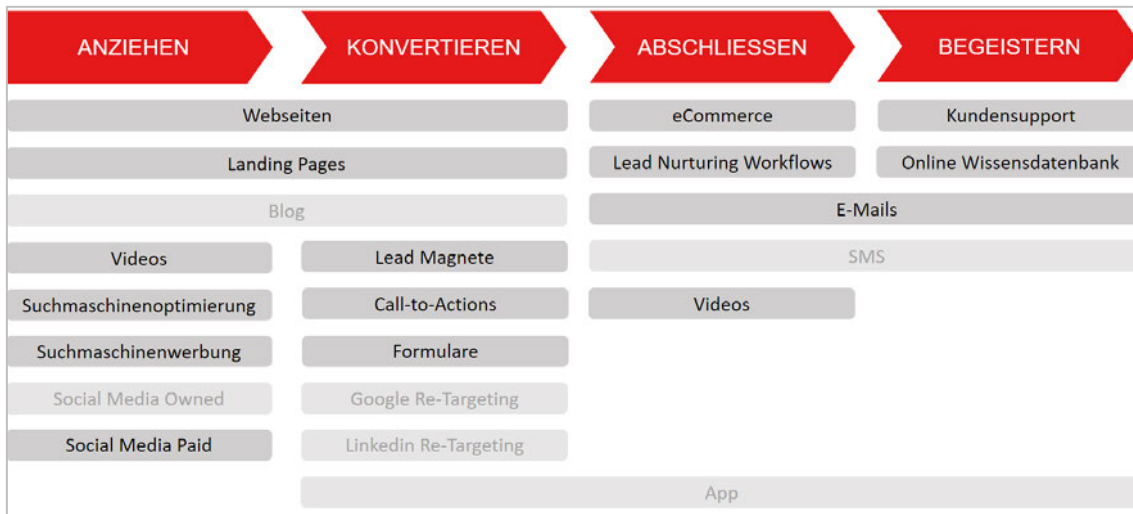 ANZIEHEN
KONVERTIEREN
ABSCHLIESSEN
BEGEISTERN
Webseiten
eCommerce
Kundensupport
Landing Pages
Lead Nurturing Workflows
Online Wissensdatenbank
Blog
E-Mails
Videos
Lead Magnete
SMS
Suchmaschinenoptimierung
Call-to-Actions
Videos
Suchmaschinenwerbung
Formulare
Social Media Owned
Google Re-Targeting
Social Media Paid
Linkedin Re-Targeting
App